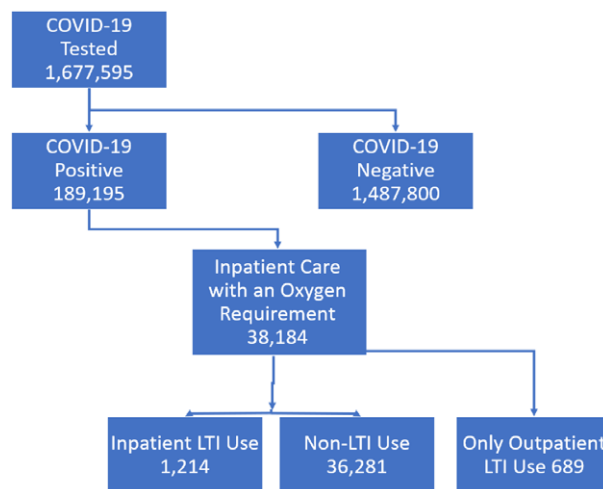 COVID-19
Tested
1,677,595
COVID-19
Positive
189,195
COVID-19
Negative
1,487,800
Inpatient Care
with an Oxygen
Requirement
38,184
Inpatient LTI Use
1,214
Non-LTI Use
36,281
Only Outpatient
LTI Use 689